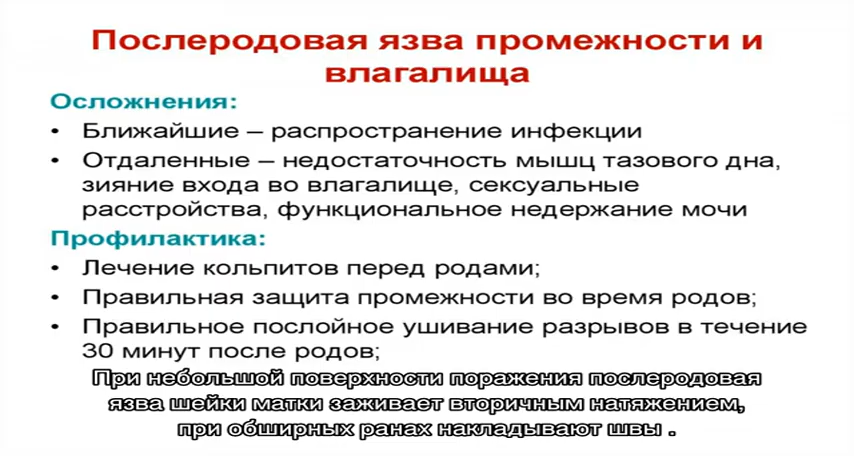 Послеродовая язва промежности и
влагалища
Осложнения:
• Ближайшие – распространение инфекции
• Отдаленные – недостаточность мышц тазового дна,
зияние входа во влагалище, сексуальные
расстройства, функциональное недержание мочи
Профилактика:
• Лечение кольпитов перед родами;
• Правильная защита промежности во время родов;
• Правильное послойное ушивание разрывов в течение
30 минут после родов;
При небольшой поверхности поражения послеродовая
язва шейки матки заживает вторичным натяжением,
при обширных ранах накладывают швы .